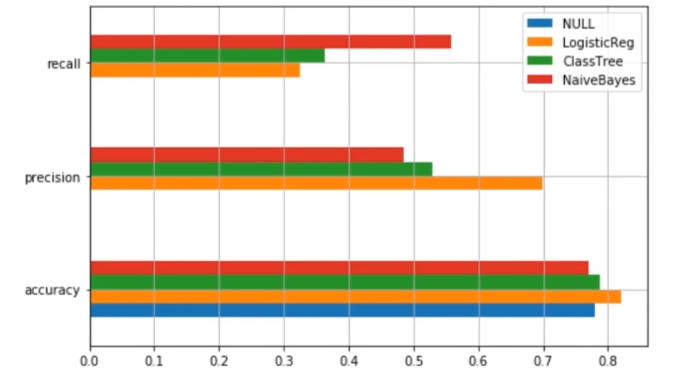 NULL
LogisticReg
ClassTree
NaiveBayes
recall
precision
accuracy
0.0 0.1 0.2 0.3 0.4 0.5 0.6 0.7 0.8